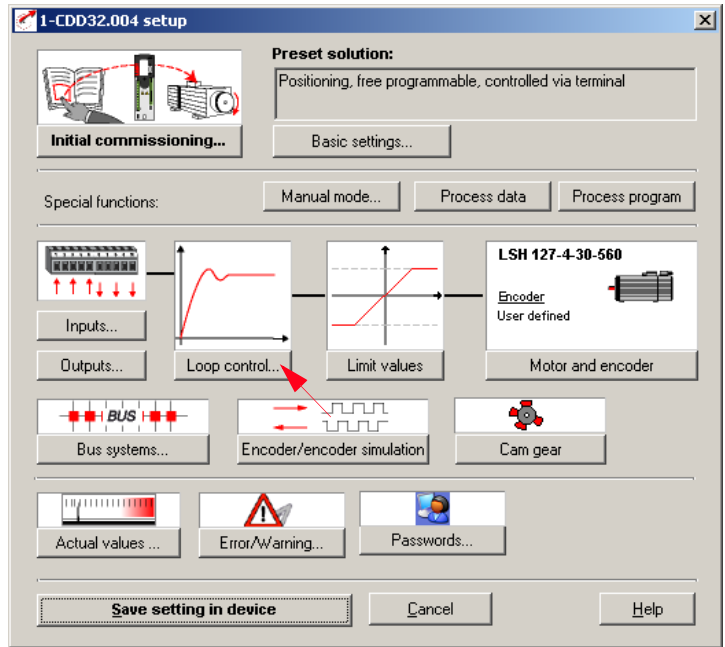 1-CDD32.004 setup
Preset solution:
Positioning, free programmable, controlled via terminal
Initial commissioning...
Basic settings...
Special functions:
Manual mode...
Process data
Process program
LSH 127-4-30-560
Encoder
User defined
Inputs...
Outputs...
Loop control...
Limit values
Motor and encoder
BUS
Bus systems...
Encoder/encoder simulation
Cam gear
Actual values ...
Error/Warning...
Passwords...
Save setting in device
Cancel
Help